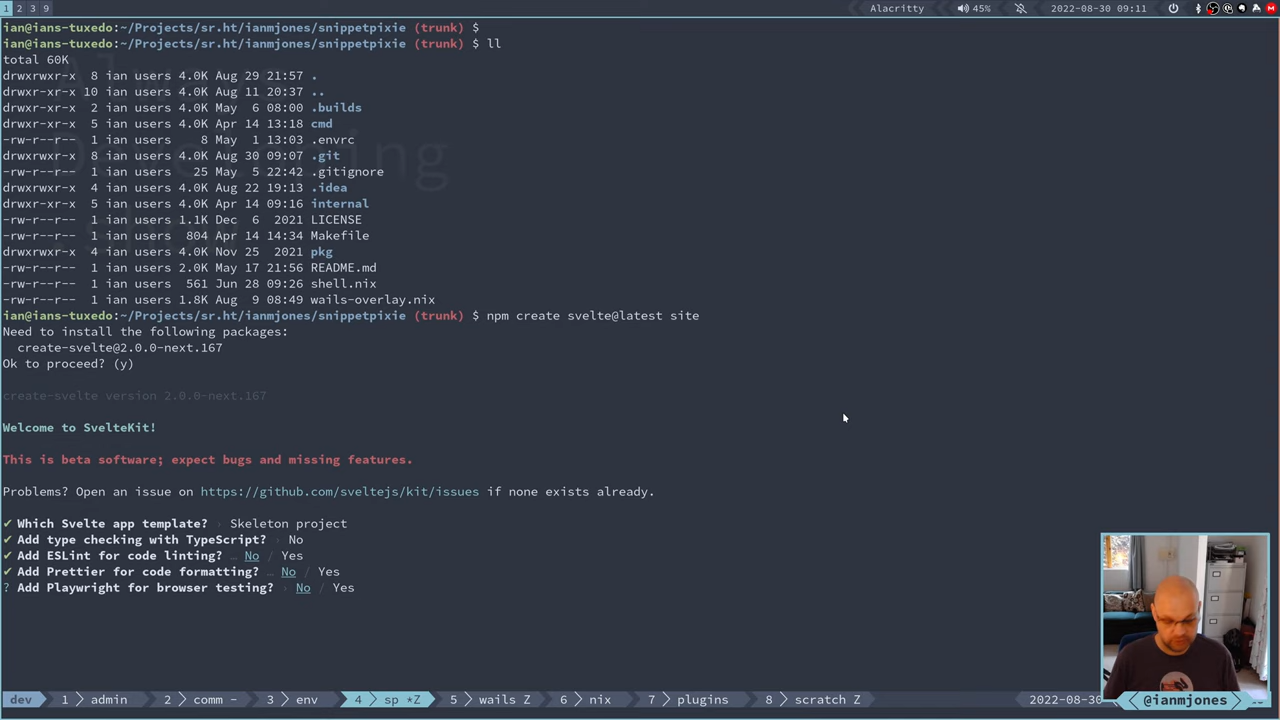 1 2 3 9 Alacritty 45% 2022-08-30 09:11
ian@ians-tuxedo:~/Projects/sr.ht/ianmjones/snippetpixie (trunk) $
ian@ians-tuxedo:~/Projects/sr.ht/ianmjones/snippetpixie (trunk) $ ll
total 60K
drwxrwxr-x 8 ian users 4.0K Aug 29 21:57 .
drwxrwxr-x 10 ian users 4.0K Aug 11 20:37 ..
drwxrwxr-x 2 ian users 4.0K May 6 08:00 .builds
drwxrwxr-x 5 ian users 4.0K Apr 14 13:18 cmd
-rw-r--r-- 1 ian users 8 May 1 13:03 .envrc
drwxrwxr-x 8 ian users 4.0K Aug 30 09:07 .git
-rw-r--r-- 1 ian users 25 May 5 22:42 .gitignore
drwxrwxr-x 4 ian users 4.0K Aug 22 19:13 .idea
drwxrwxr-x 5 ian users 4.0K Apr 14 09:16 internal
-rw-r--r-- 1 ian users 1.1K Dec 6 2021 LICENSE
-rw-r--r-- 1 ian users 804 Apr 14 14:34 Makefile
drwxrwxr-x 4 ian users 4.0K Nov 25 2021 pkg
-rw-r--r-- 1 ian users 2.0K May 17 21:56 README.md
-rw-r--r-- 1 ian users 561 Jun 28 09:26 shell.nix
-rw-r--r-- 1 ian users 1.8K Aug 9 08:49 wails-overlay.nix
ian@ians-tuxedo:~/Projects/sr.ht/ianmjones/snippetpixie (trunk) $ npm create svelte@latest site
Need to install the following packages:
create-svelte@2.0.0-next.167
Ok to proceed? (y)
create-svelte version 2.0.0-next.167
Welcome to SvelteKit!
This is beta software; expect bugs and missing features.
Problems? Open an issue on https://github.com/sveltejs/kit/issues if none exists already.
✔ Which Svelte app template? › Skeleton project
✔ Add type checking with TypeScript? › No
✔ Add ESLint for code linting? … No / Yes
✔ Add Prettier for code formatting? … No / Yes
? Add Playwright for browser testing? › No / Yes
dev 1 admin 2 comm - 3 env 4 sp *Z 5 wails Z 6 nix 7 plugins 8 scratch Z 2022-08-30 @ianmjones